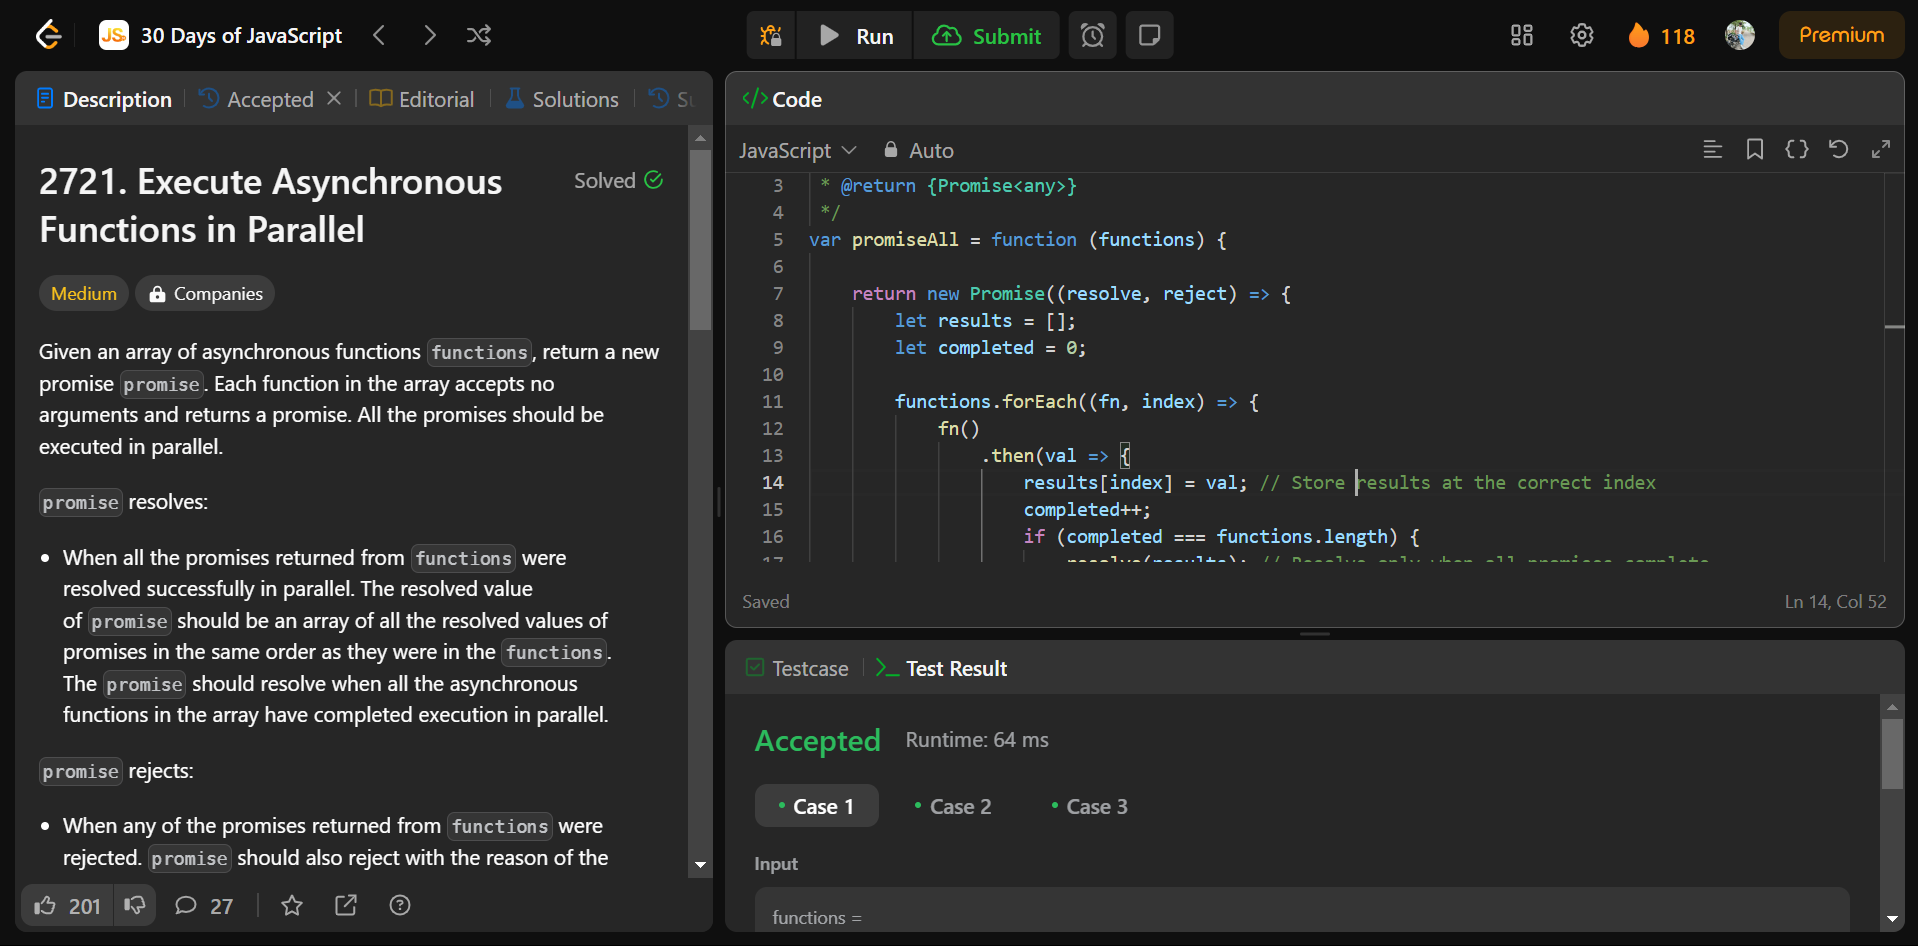 JS 30 Days of JavaScript
Run
Submit
118
Premium
Description
Accepted
Editorial
Solutions
2721. Execute Asynchronous
Functions in Parallel
Solved
Medium
Companies
Given an array of asynchronous functions functions, return a new
promise promise. Each function in the array accepts no
arguments and returns a promise. All the promises should be
executed in parallel.
promise resolves:
• When all the promises returned from functions were
resolved successfully in parallel. The resolved value
of promise should be an array of all the resolved values of
promises in the same order as they were in the functions.
The promise should resolve when all the asynchronous
functions in the array have completed execution in parallel.
promise rejects:
• When any of the promises returned from functions were
rejected. promise should also reject with the reason of the
201
27
</> Code
JavaScript
Auto
3 * @return {Promise<any>}
4 */
5 var promiseAll = function (functions) {
6
7 return new Promise((resolve, reject) => {
8 let results = [];
9 let completed = 0;
10
11 functions.forEach((fn, index) => {
12 fn()
13 .then(val => {
14 results[index] = val; // Store results at the correct index
15 completed++;
16 if (completed === functions.length) {
17 resolve(results); // Resolve only when all promises complete
Saved
Ln 14, Col 52
Testcase
>_ Test Result
Accepted
Runtime: 64 ms
• Case 1
• Case 2
• Case 3
Input
functions =